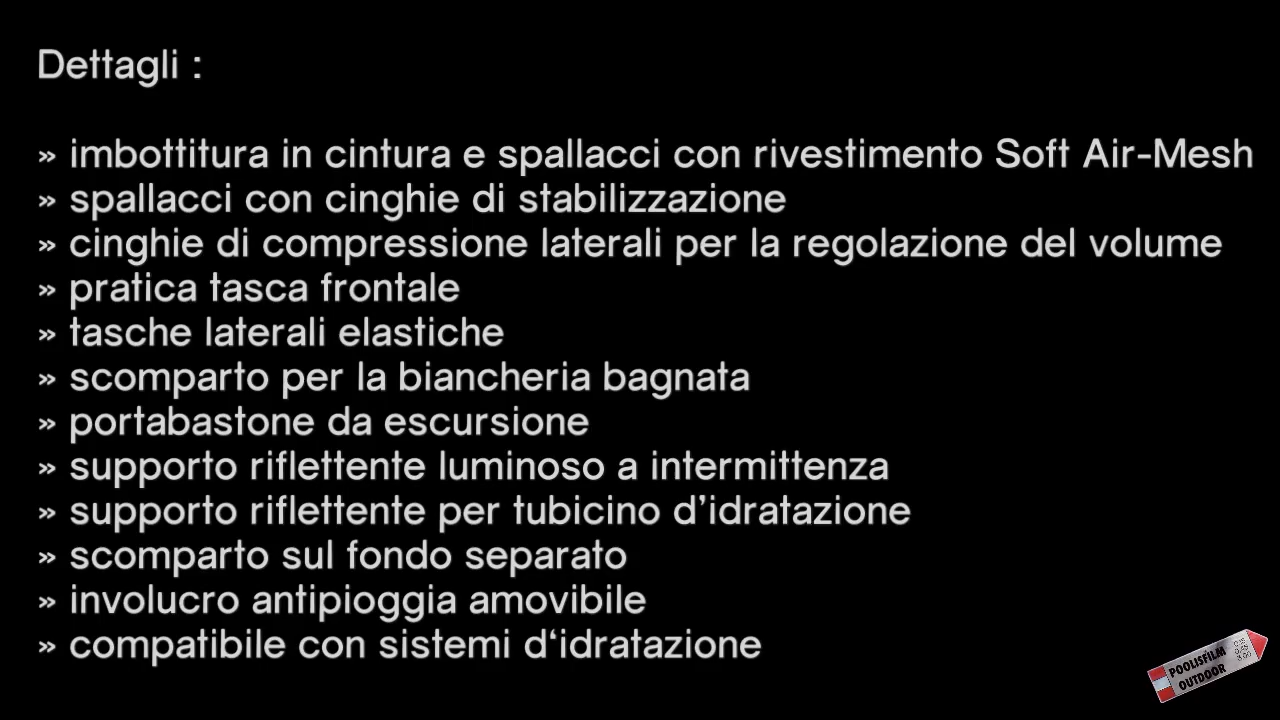 Dettagli :
» imbottitura in cintura e spallacci con rivestimento Soft Air-Mesh
» spallacci con cinghie di stabilizzazione
» cinghie di compressione laterali per la regolazione del volume
» pratica tasca frontale
» tasche laterali elastiche
» scomparto per la biancheria bagnata
» portabastone da escursione
» supporto riflettente luminoso a intermittenza
» supporto riflettente per tubicino d’idratazione
» scomparto sul fondo separato
» involucro antipioggia amovibile
» compatibile con sistemi d‘idratazione
POOLISFILM
OUTDOOR